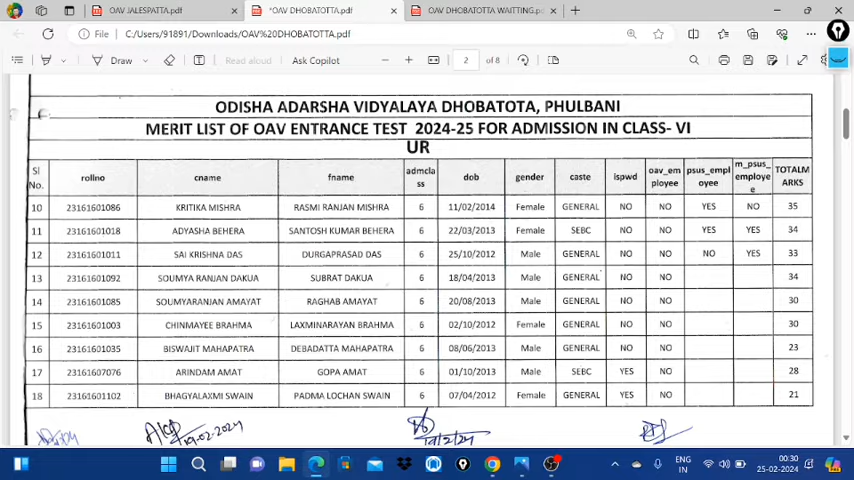 OAV JALESPATTA.pdf
*OAV DHOBATOTTA.pdf
OAV DHOBATOTTA WAITTING.pdf
File C:/Users/91891/Downloads/OAV%20DHOBATOTTA.pdf
Draw Read aloud Ask Copilot 2 of 8
ODISHA ADARSHA VIDYALAYA DHOBATOTA, PHULBANI
MERIT LIST OF OAV ENTRANCE TEST 2024-25 FOR ADMISSION IN CLASS- VI
UR
Sl No. rollno cname fname admclass dob gender caste ispwd oav_employee psus_employee m_psus_employee TOTALMARKS
10 23161601086 KRITIKA MISHRA RASMI RANJAN MISHRA 6 11/02/2014 Female GENERAL NO NO YES NO 35
11 23161601018 ADYASHA BEHERA SANTOSH KUMAR BEHERA 6 22/03/2013 Female SEBC NO NO YES YES 34
12 23161601011 SAI KRISHNA DAS DURGAPRASAD DAS 6 25/10/2012 Male GENERAL NO NO NO YES 33
13 23161601092 SOUMYA RANJAN DAKUA SUBRAT DAKUA 6 18/04/2013 Male GENERAL NO NO 34
14 23161601085 SOUMYARANJAN AMAYAT RAGHAB AMAYAT 6 20/08/2013 Male GENERAL NO NO 30
15 23161601003 CHINMAYEE BRAHMA LAXMINARAYAN BRAHMA 6 02/10/2012 Female GENERAL NO NO 30
16 23161601035 BISWAJIT MAHAPATRA DEBADATTA MAHAPATRA 6 08/06/2013 Male GENERAL NO NO 23
17 23161607076 ARINDAM AMAT GOPA AMAT 6 01/10/2013 Male SEBC YES NO 28
18 23161601102 BHAGYALAXMI SWAIN PADMA LOCHAN SWAIN 6 07/04/2012 Female GENERAL YES NO 21
19-02-2024
ENG
IN
00:30
25-02-2024